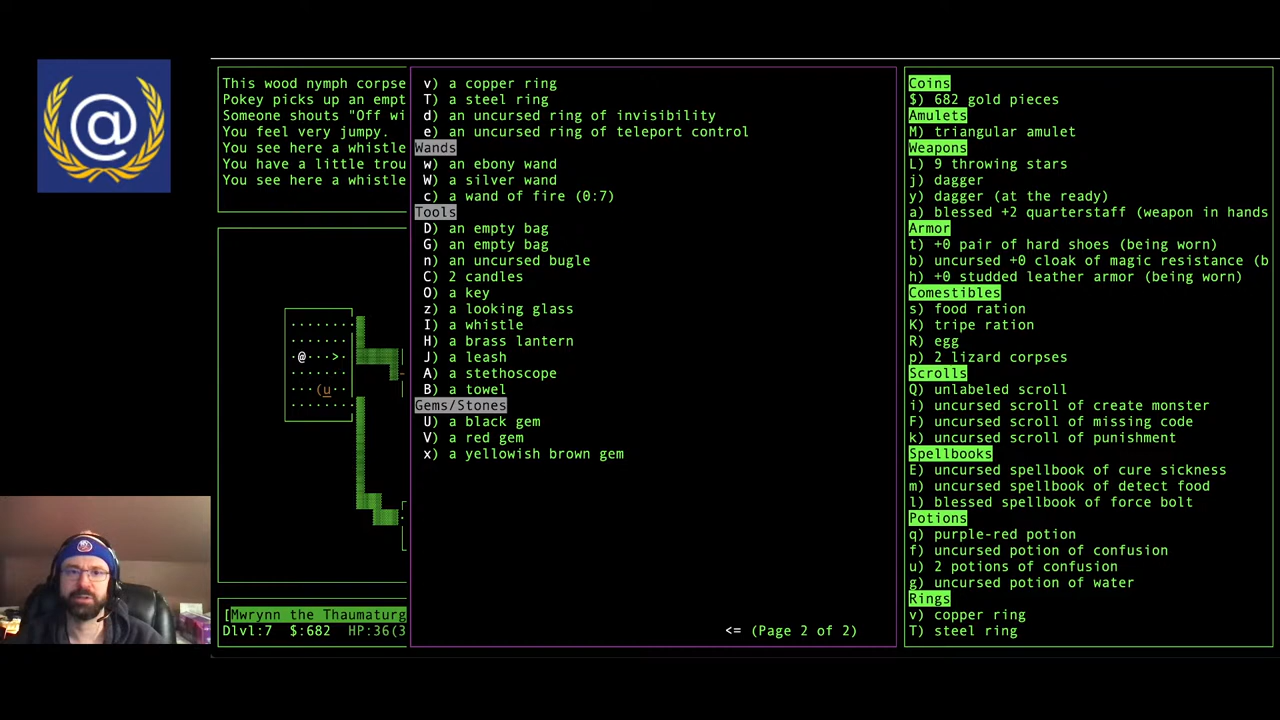 @
This wood nymph corpse
Pokey picks up an empt
Someone shouts "Off wi
You feel very jumpy.
You see here a whistle
You have a little trou
You see here a whistle
v) a copper ring
T) a steel ring
d) an uncursed ring of invisibility
e) an uncursed ring of teleport control
Wands
w) an ebony wand
W) a silver wand
c) a wand of fire (0:7)
Tools
D) an empty bag
G) an empty bag
n) an uncursed bugle
C) 2 candles
O) a key
z) a looking glass
I) a whistle
H) a brass lantern
J) a leash
A) a stethoscope
B) a towel
Gems/Stones
U) a black gem
V) a red gem
x) a yellowish brown gem
<= (Page 2 of 2)
Coins
$) 682 gold pieces
Amulets
M) triangular amulet
Weapons
L) 9 throwing stars
j) dagger
y) dagger (at the ready)
a) blessed +2 quarterstaff (weapon in hands
Armor
t) +0 pair of hard shoes (being worn)
b) uncursed +0 cloak of magic resistance (b
h) +0 studded leather armor (being worn)
Comestibles
s) food ration
K) tripe ration
R) egg
p) 2 lizard corpses
Scrolls
Q) unlabeled scroll
i) uncursed scroll of create monster
F) uncursed scroll of missing code
k) uncursed scroll of punishment
Spellbooks
E) uncursed spellbook of cure sickness
m) uncursed spellbook of detect food
l) blessed spellbook of force bolt
Potions
q) purple-red potion
f) uncursed potion of confusion
u) 2 potions of confusion
g) uncursed potion of water
Rings
v) copper ring
T) steel ring
........
........
.@...>.
........
...(u..
........
[Mwrynn the Thaumaturg
Dlvl:7 $:682 HP:36(3